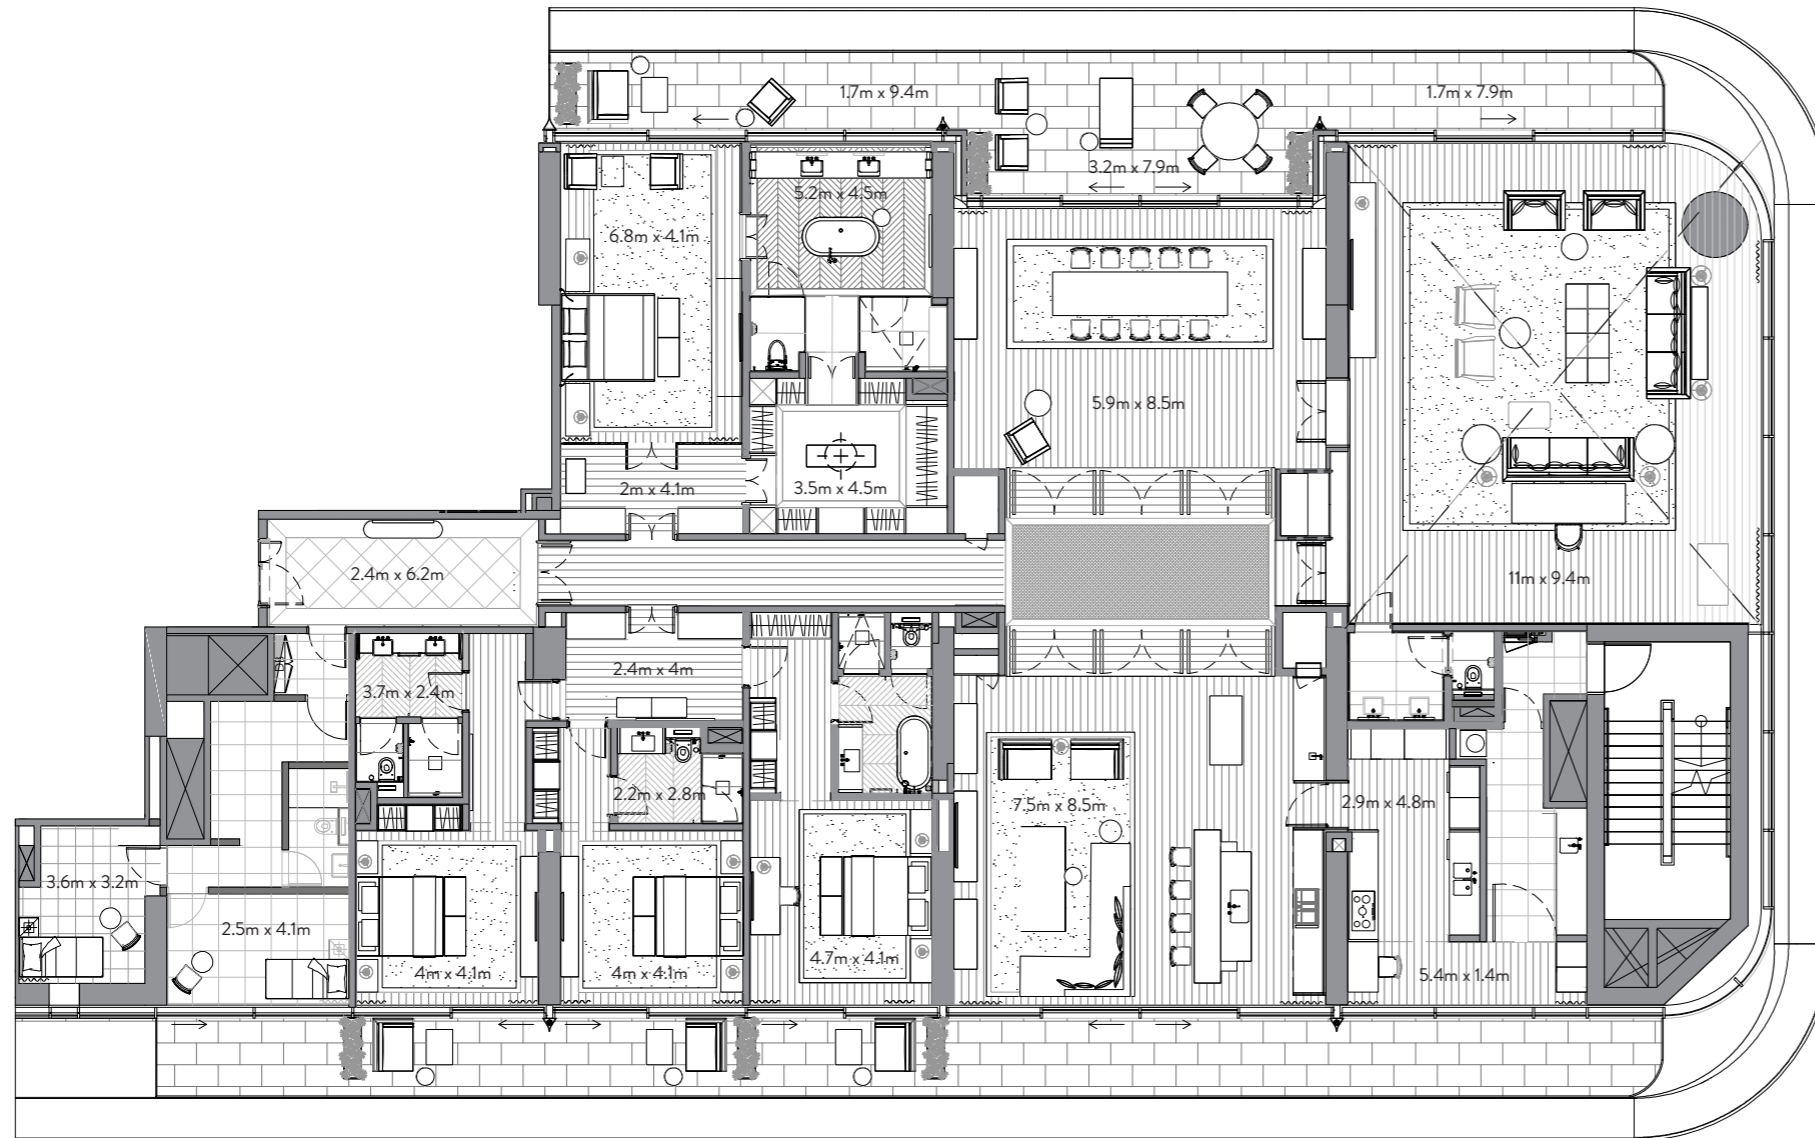 1.7m x 9.4m
1.7m x 7.9m
3.2m x 7.9m
5.2m x 4.5m
6.8m x 4.1m
5.9m x 8.5m
2m x 4.1m
3.5m x 4.5m
2.4m x 6.2m
11m x 9.4m
2.4m x 4m
3.7m x 2.4m
2.2m x 2.8m
7.5m x 8.5m
2.9m x 4.8m
3.6m x 3.2m
2.5m x 4.1m
4m x 4.1m
4m x 4.1m
4.7m x 4.1m
5.4m x 1.4m